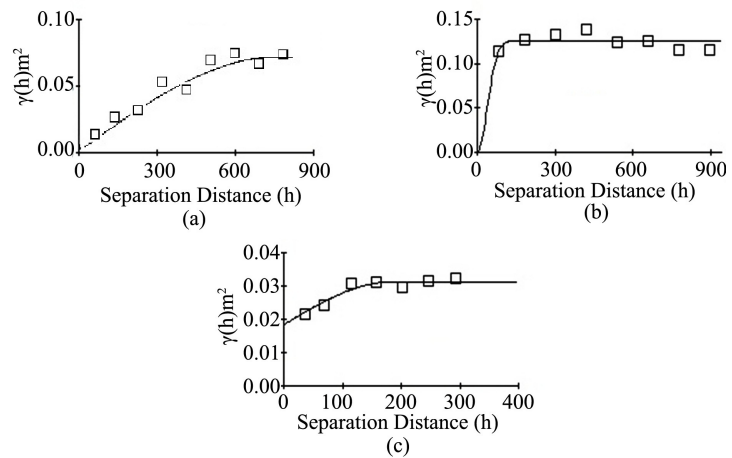 0.10
0.05
0.00
γ(h)m²
0 300 600 900
Separation Distance (h)
(a)
0.15
0.10
0.05
0.00
γ(h)m²
0 300 600 900
Separation Distance (h)
(b)
0.04
0.03
0.02
0.01
0.00
γ(h)m²
0 100 200 300 400
Separation Distance (h)
(c)